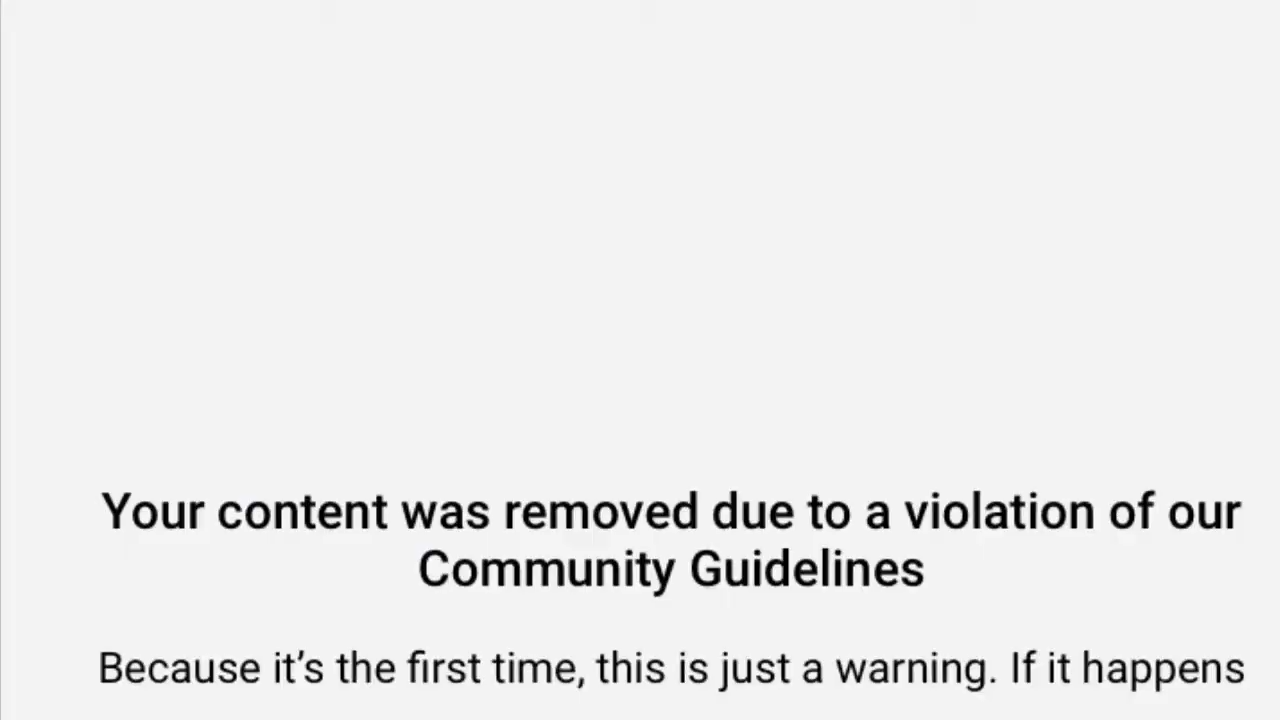 Your content was removed due to a violation of our
Community Guidelines
Because it’s the first time, this is just a warning. If it happens